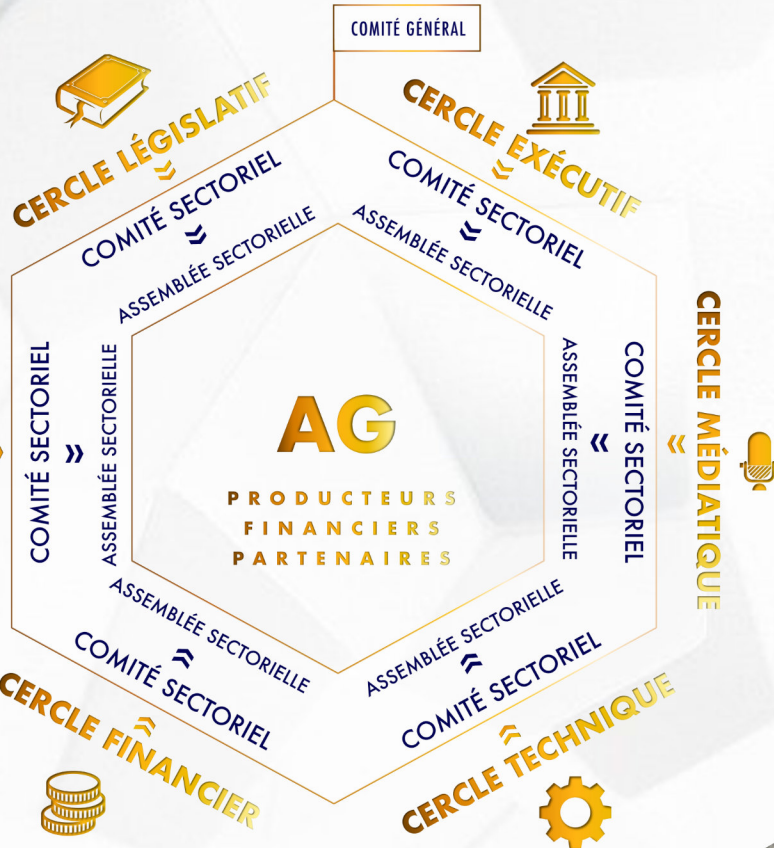 COMITÉ GÉNÉRAL
CERCLE LÉGISLATIF
COMITÉ SECTORIEL
ASSEMBLÉE SECTORIELLE
CERCLE EXÉCUTIF
COMITÉ SECTORIEL
ASSEMBLÉE SECTORIELLE
COMITÉ SECTORIEL
ASSEMBLÉE SECTORIELLE
AG
PRODUCTEURS
FINANCIERS
PARTENAIRES
ASSEMBLÉE SECTORIELLE
COMITÉ SECTORIEL
CERCLE MÉDIATIQUE
ASSEMBLÉE SECTORIELLE
COMITÉ SECTORIEL
CERCLE FINANCIER
ASSEMBLÉE SECTORIELLE
COMITÉ SECTORIEL
CERCLE TECHNIQUE